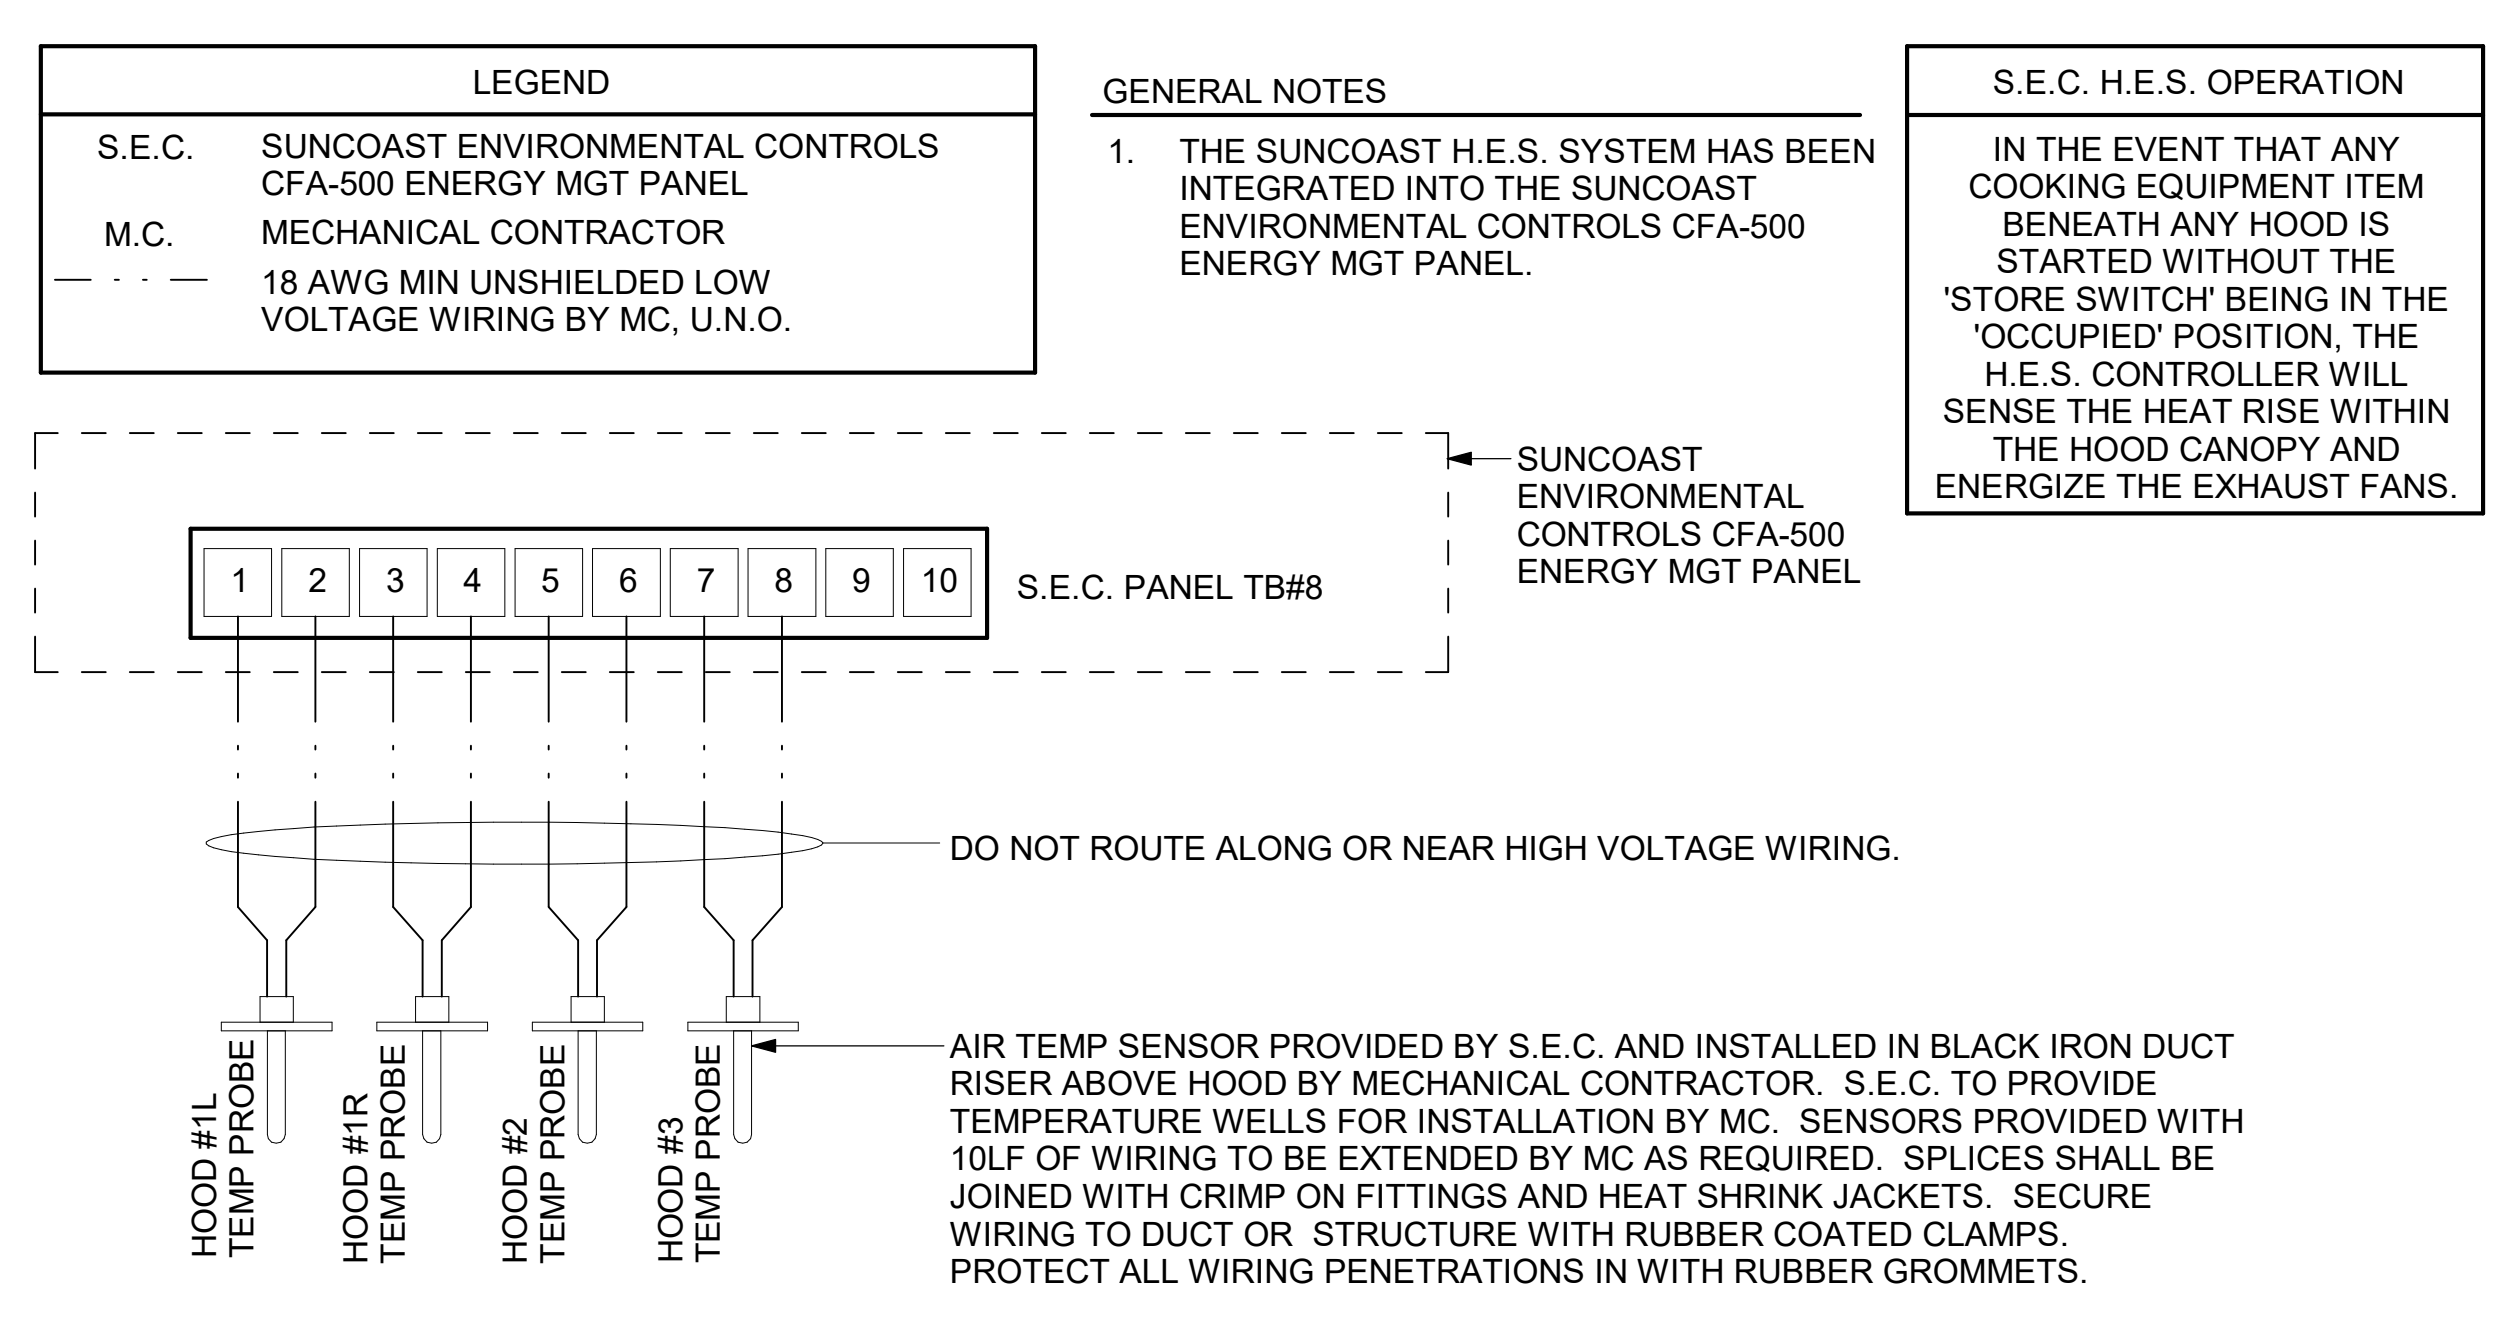 LEGEND
S.E.C. SUNCOAST ENVIRONMENTAL CONTROLS
CFA-500 ENERGY MGT PANEL
M.C. MECHANICAL CONTRACTOR
18 AWG MIN UNSHIELDED LOW
VOLTAGE WIRING BY MC, U.N.O.
GENERAL NOTES
1. THE SUNCOAST H.E.S. SYSTEM HAS BEEN
INTEGRATED INTO THE SUNCOAST
ENVIRONMENTAL CONTROLS CFA-500
ENERGY MGT PANEL.
S.E.C. H.E.S. OPERATION
IN THE EVENT THAT ANY
COOKING EQUIPMENT ITEM
BENEATH ANY HOOD IS
STARTED WITHOUT THE
'STORE SWITCH' BEING IN THE
'OCCUPIED' POSITION, THE
H.E.S. CONTROLLER WILL
SENSE THE HEAT RISE WITHIN
THE HOOD CANOPY AND
ENERGIZE THE EXHAUST FANS.
SUNCOAST
ENVIRONMENTAL
CONTROLS CFA-500
ENERGY MGT PANEL
1 2 3 4 5 6 7 8 9 10
S.E.C. PANEL TB#8
DO NOT ROUTE ALONG OR NEAR HIGH VOLTAGE WIRING.
HOOD #1L
TEMP PROBE
HOOD #1R
TEMP PROBE
HOOD #2
TEMP PROBE
HOOD #3
TEMP PROBE
AIR TEMP SENSOR PROVIDED BY S.E.C. AND INSTALLED IN BLACK IRON DUCT
RISER ABOVE HOOD BY MECHANICAL CONTRACTOR. S.E.C. TO PROVIDE
TEMPERATURE WELLS FOR INSTALLATION BY MC. SENSORS PROVIDED WITH
10LF OF WIRING TO BE EXTENDED BY MC AS REQUIRED. SPLICES SHALL BE
JOINED WITH CRIMP ON FITTINGS AND HEAT SHRINK JACKETS. SECURE
WIRING TO DUCT OR STRUCTURE WITH RUBBER COATED CLAMPS.
PROTECT ALL WIRING PENETRATIONS IN WITH RUBBER GROMMETS.